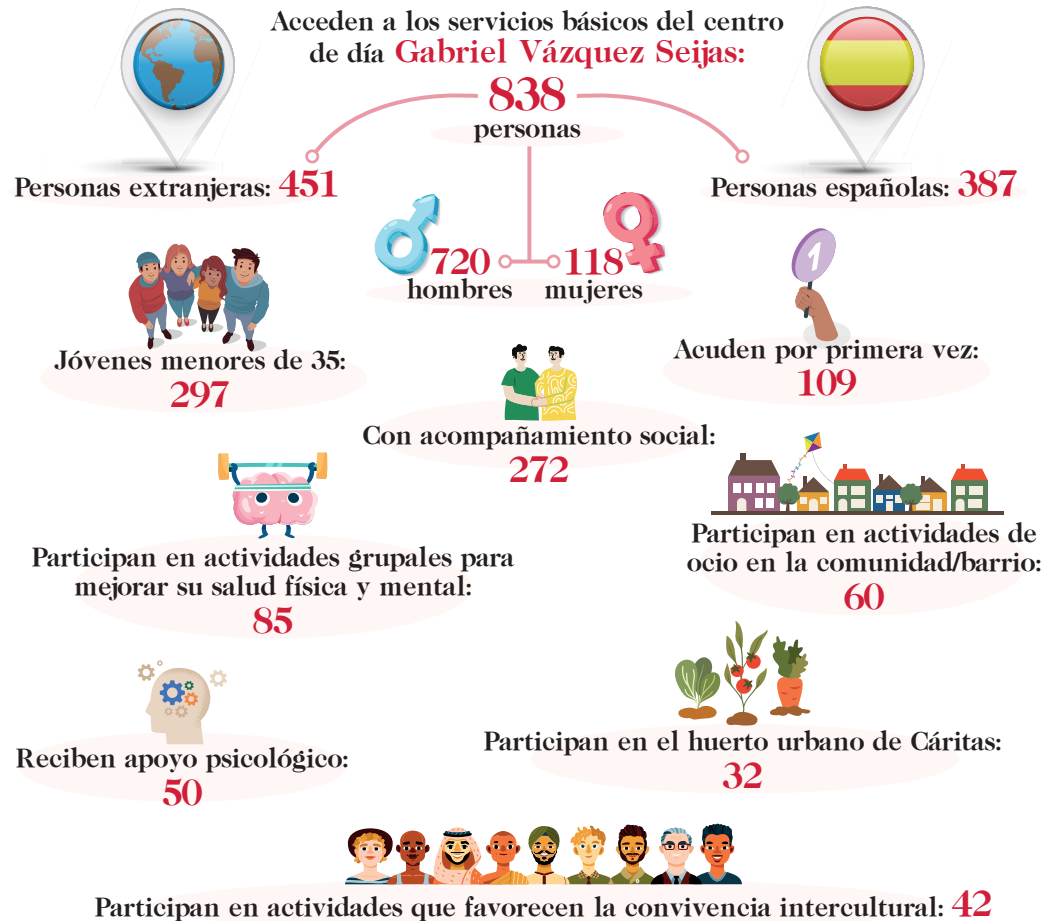 Acceden a los servicios básicos del centro
de día Gabriel Vázquez Seijas:
838
personas
Personas extranjeras: 451
Personas españolas: 387
720
hombres
118
mujeres
Jóvenes menores de 35:
297
1
Acuden por primera vez:
109
Con acompañamiento social:
272
Participan en actividades grupales para
mejorar su salud física y mental:
85
Participan en actividades de
ocio en la comunidad/barrio:
60
Reciben apoyo psicológico:
50
Participan en el huerto urbano de Cáritas:
32
Participan en actividades que favorecen la convivencia intercultural: 42